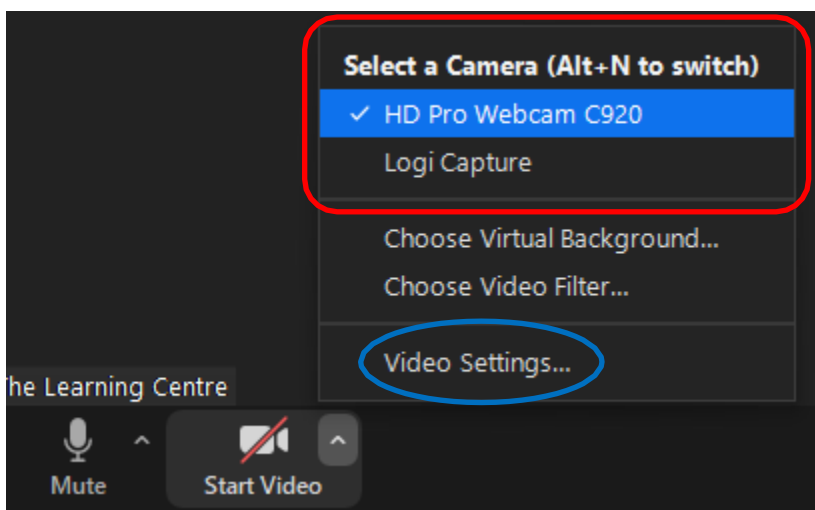 Select a Camera (Alt+N to switch)
✓ HD Pro Webcam C920
Logi Capture
Choose Virtual Background...
Choose Video Filter...
Video Settings...
The Learning Centre
Mute
Start Video